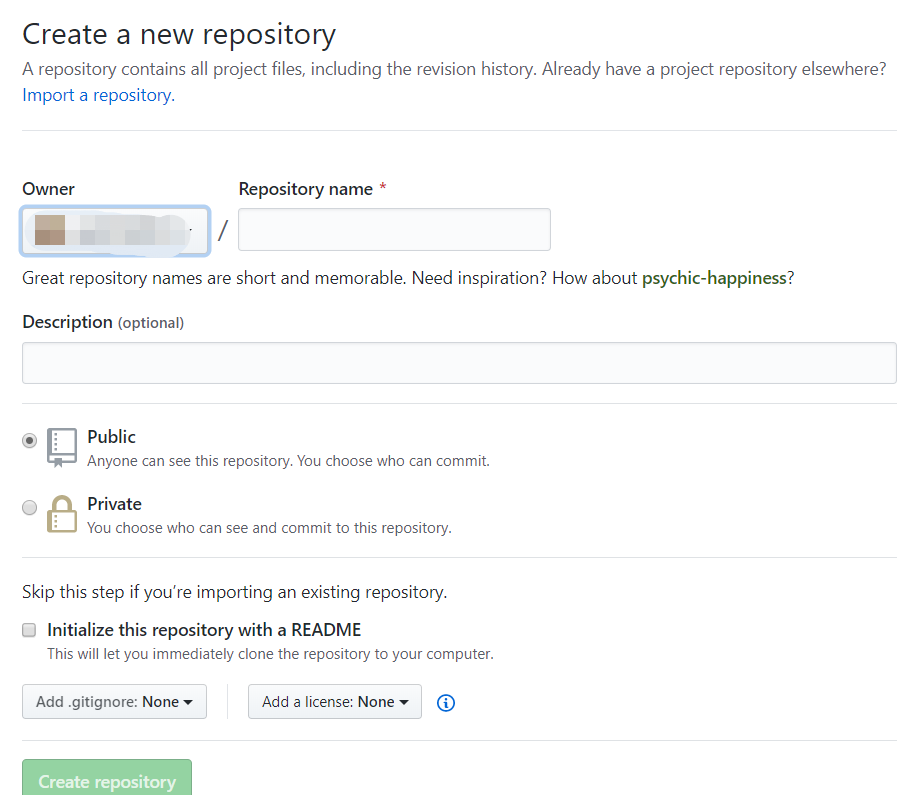 Create a new repository
A repository contains all project files, including the revision history. Already have a project repository elsewhere?
Import a repository.
Owner
Repository name *
/
Great repository names are short and memorable. Need inspiration? How about psychic-happiness?
Description (optional)
Public
Anyone can see this repository. You choose who can commit.
Private
You choose who can see and commit to this repository.
Skip this step if you’re importing an existing repository.
Initialize this repository with a README
This will let you immediately clone the repository to your computer.
Add .gitignore: None
Add a license: None
Create repository